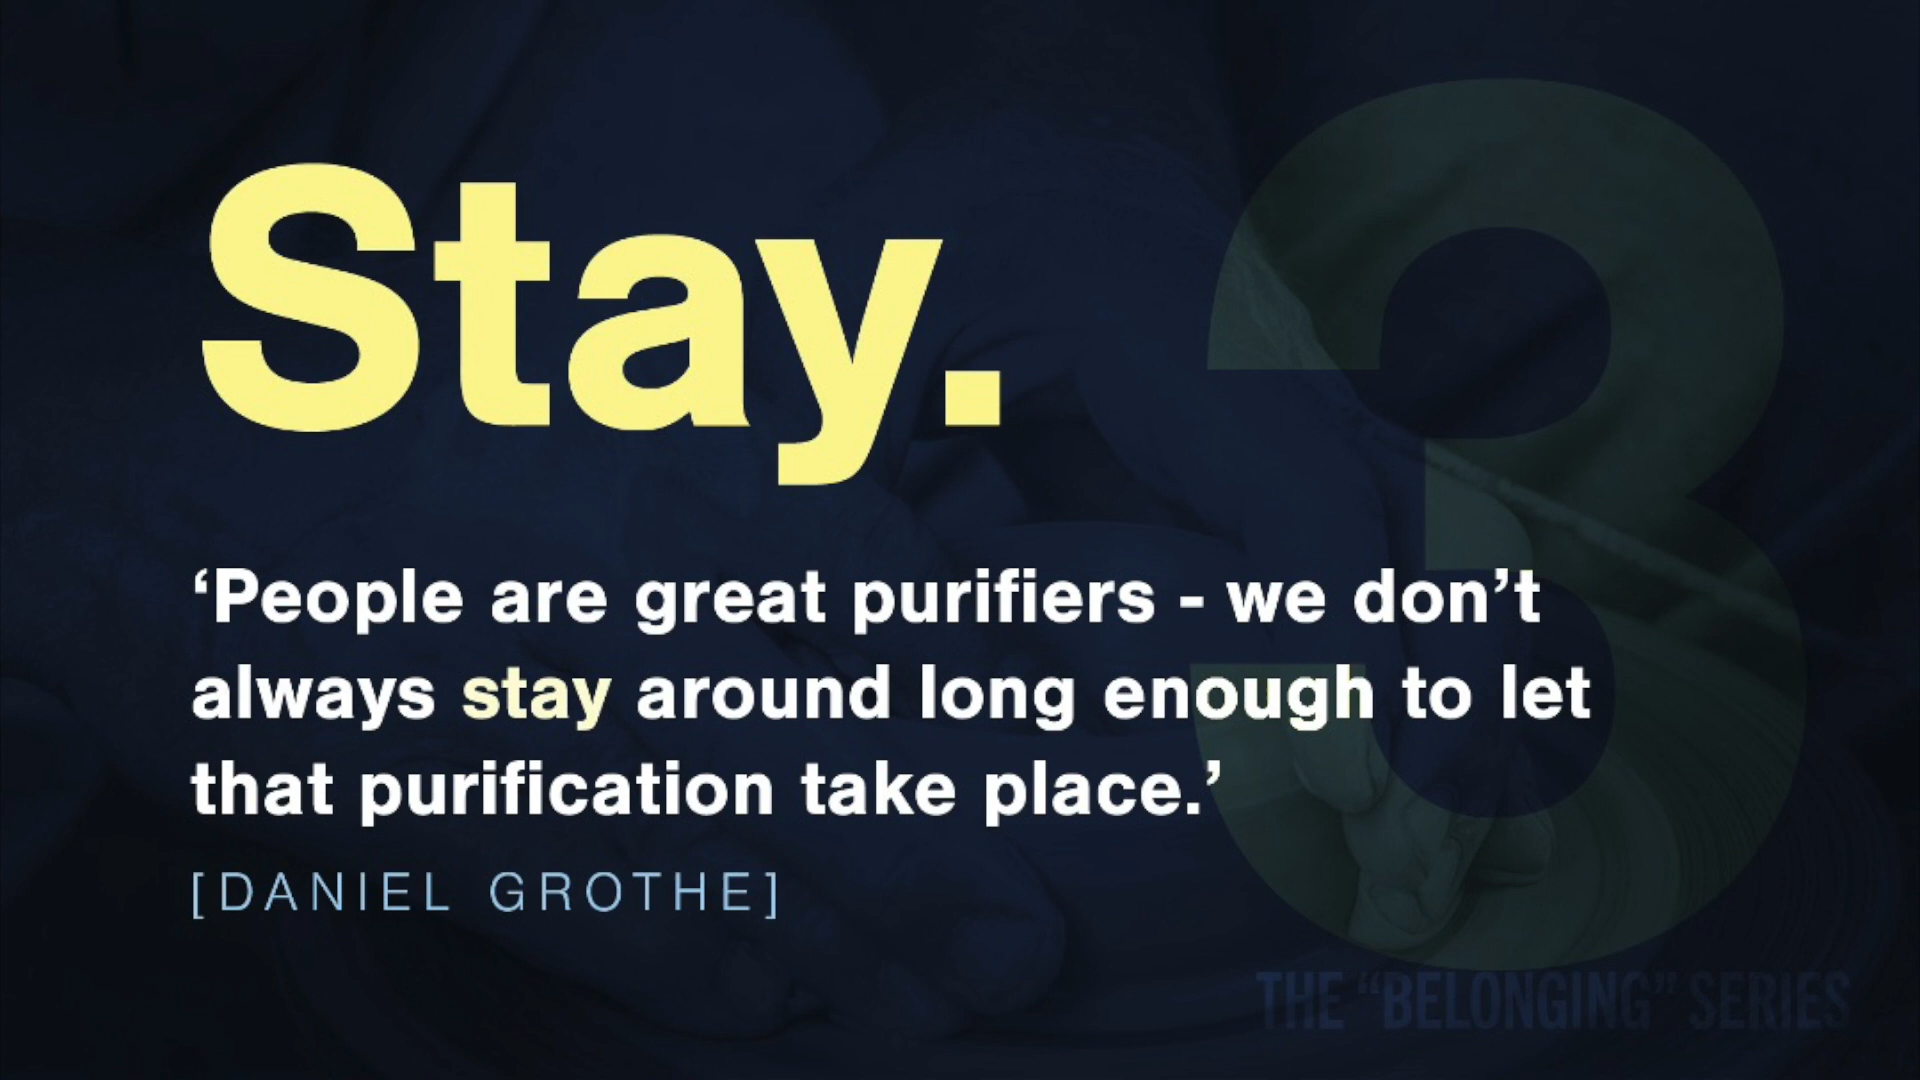 Stay.
‘People are great purifiers - we don’t
always stay around long enough to let
that purification take place.’
[DANIEL GROTHE]
3
THE “BELONGING” SERIES